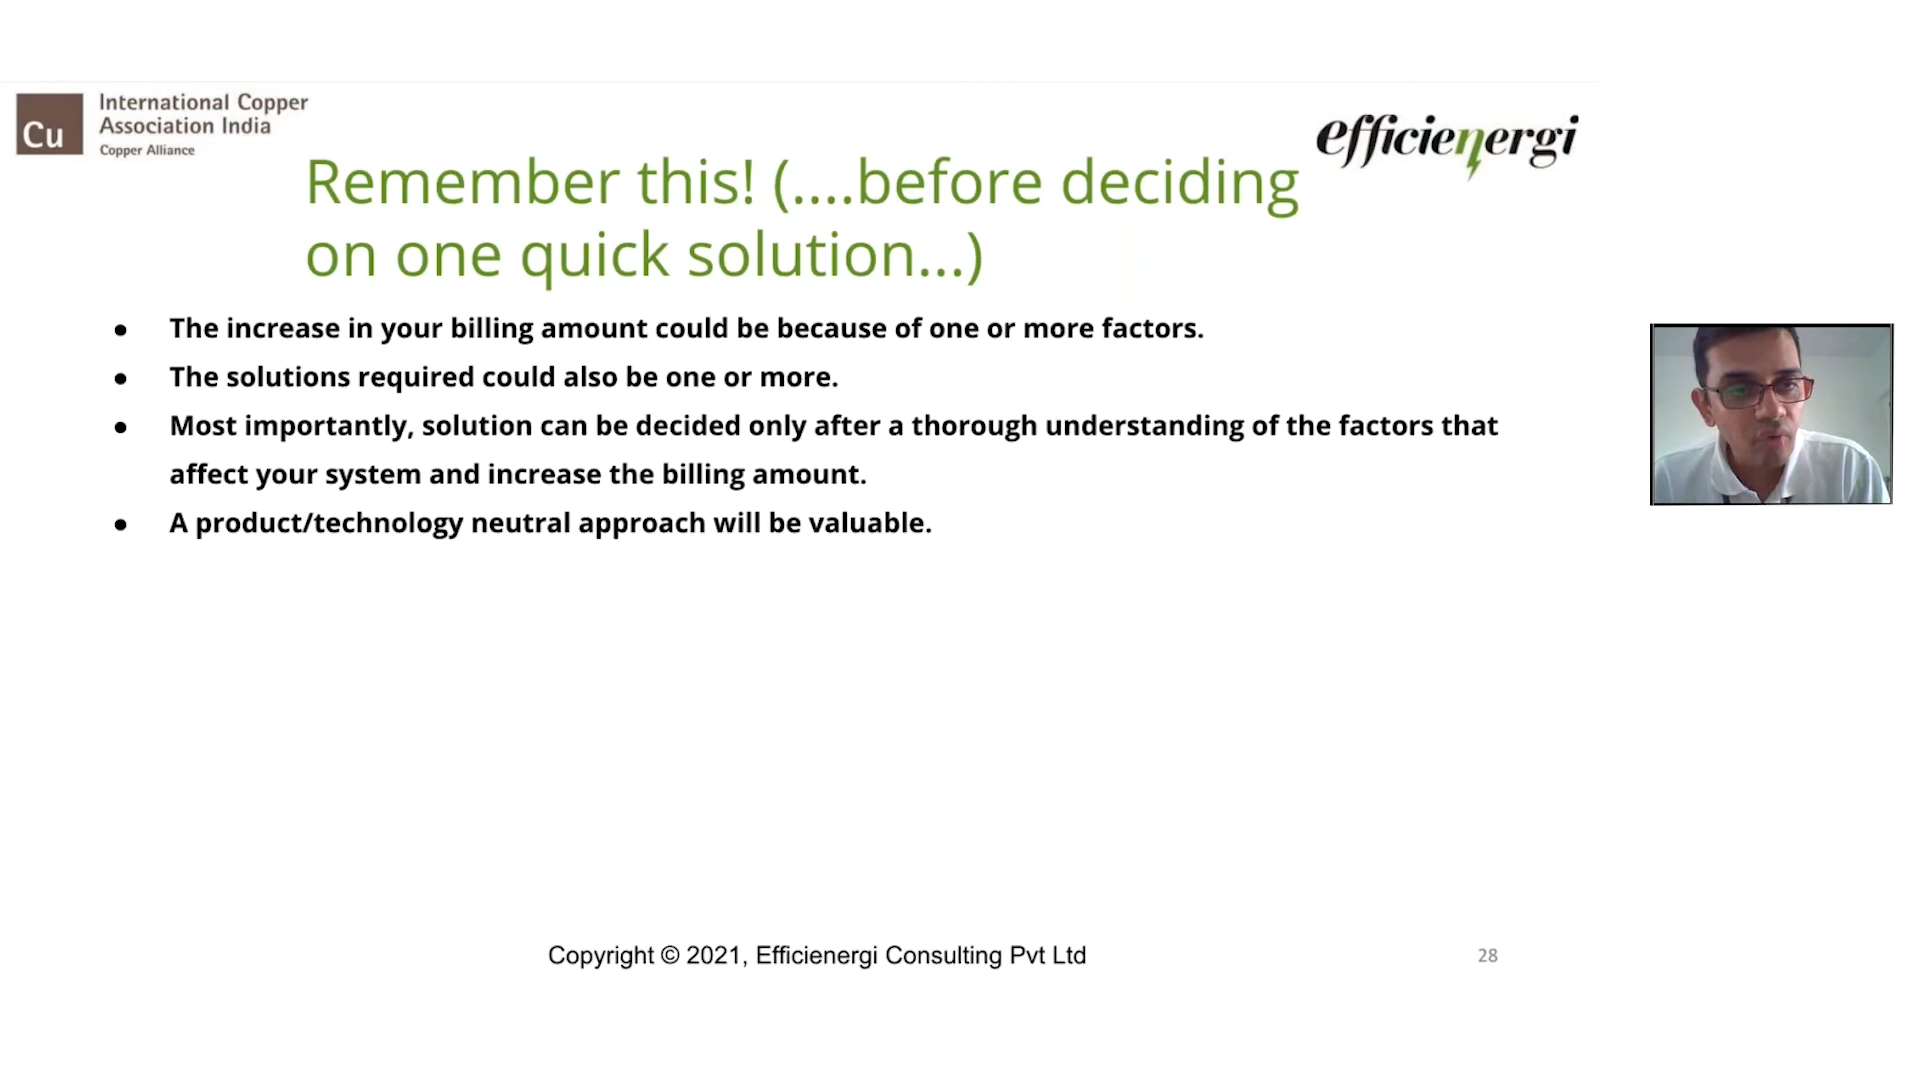 Cu
International Copper
Association India
Copper Alliance
efficienergi
Remember this! (....before deciding
on one quick solution...)
● The increase in your billing amount could be because of one or more factors.
● The solutions required could also be one or more.
● Most importantly, solution can be decided only after a thorough understanding of the factors that
affect your system and increase the billing amount.
● A product/technology neutral approach will be valuable.
Copyright © 2021, Efficienergi Consulting Pvt Ltd
28